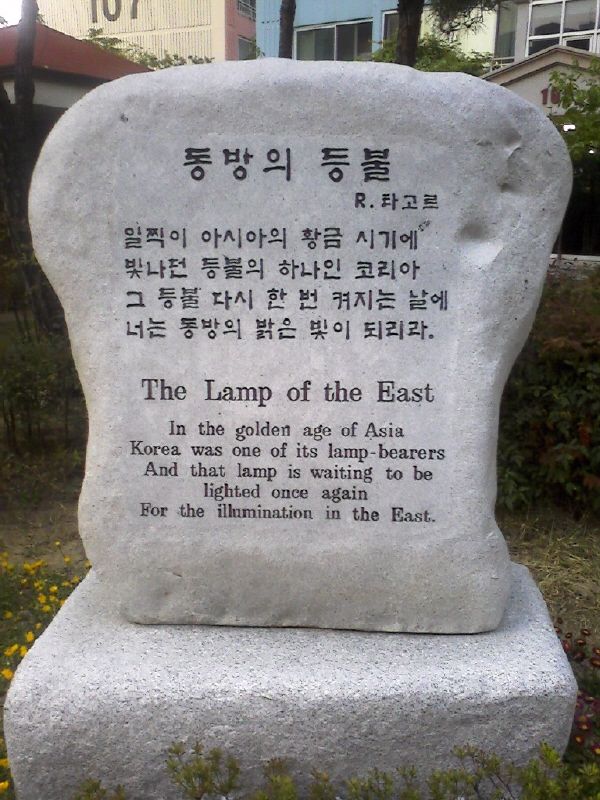 107
동방의 등불
R.타고르
일찍이 아시아의 황금 시기에
빛나던 등불의 하나인 코리아
그 등불 다시 한 번 켜지는 날에
너는 동방의 밝은 빛이 되리라.
The Lamp of the East
In the golden age of Asia
Korea was one of its lamp-bearers
And that lamp is waiting to be
lighted once again
For the illumination in the East.